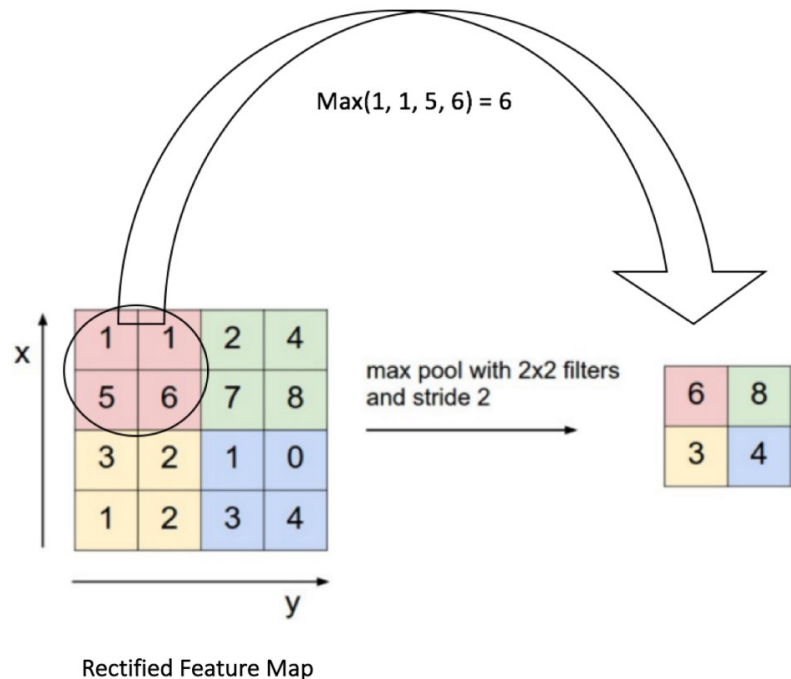 Max(1, 1, 5, 6) = 6
x
1 1 2 4
5 6 7 8
3 2 1 0
1 2 3 4
y
max pool with 2x2 filters
and stride 2
6 8
3 4
Rectified Feature Map